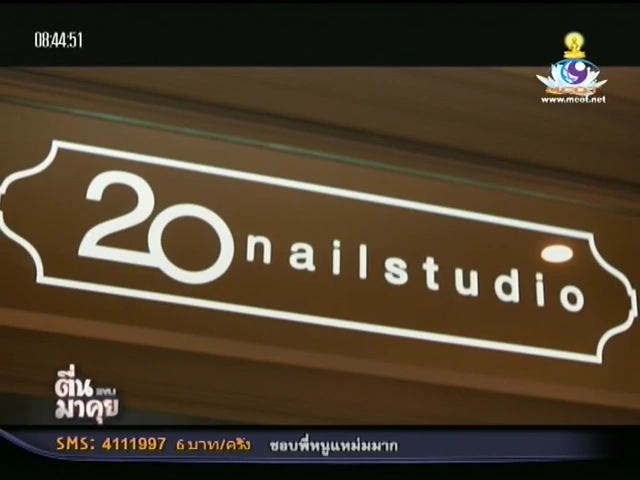 08:44:51
MCOT
www.mcot.net
20 nailstudio
ตื่น
มาคุย
SMS: 4111997 6 บาท/ครั้ง ชอบพี่หนูแหม่มมาก